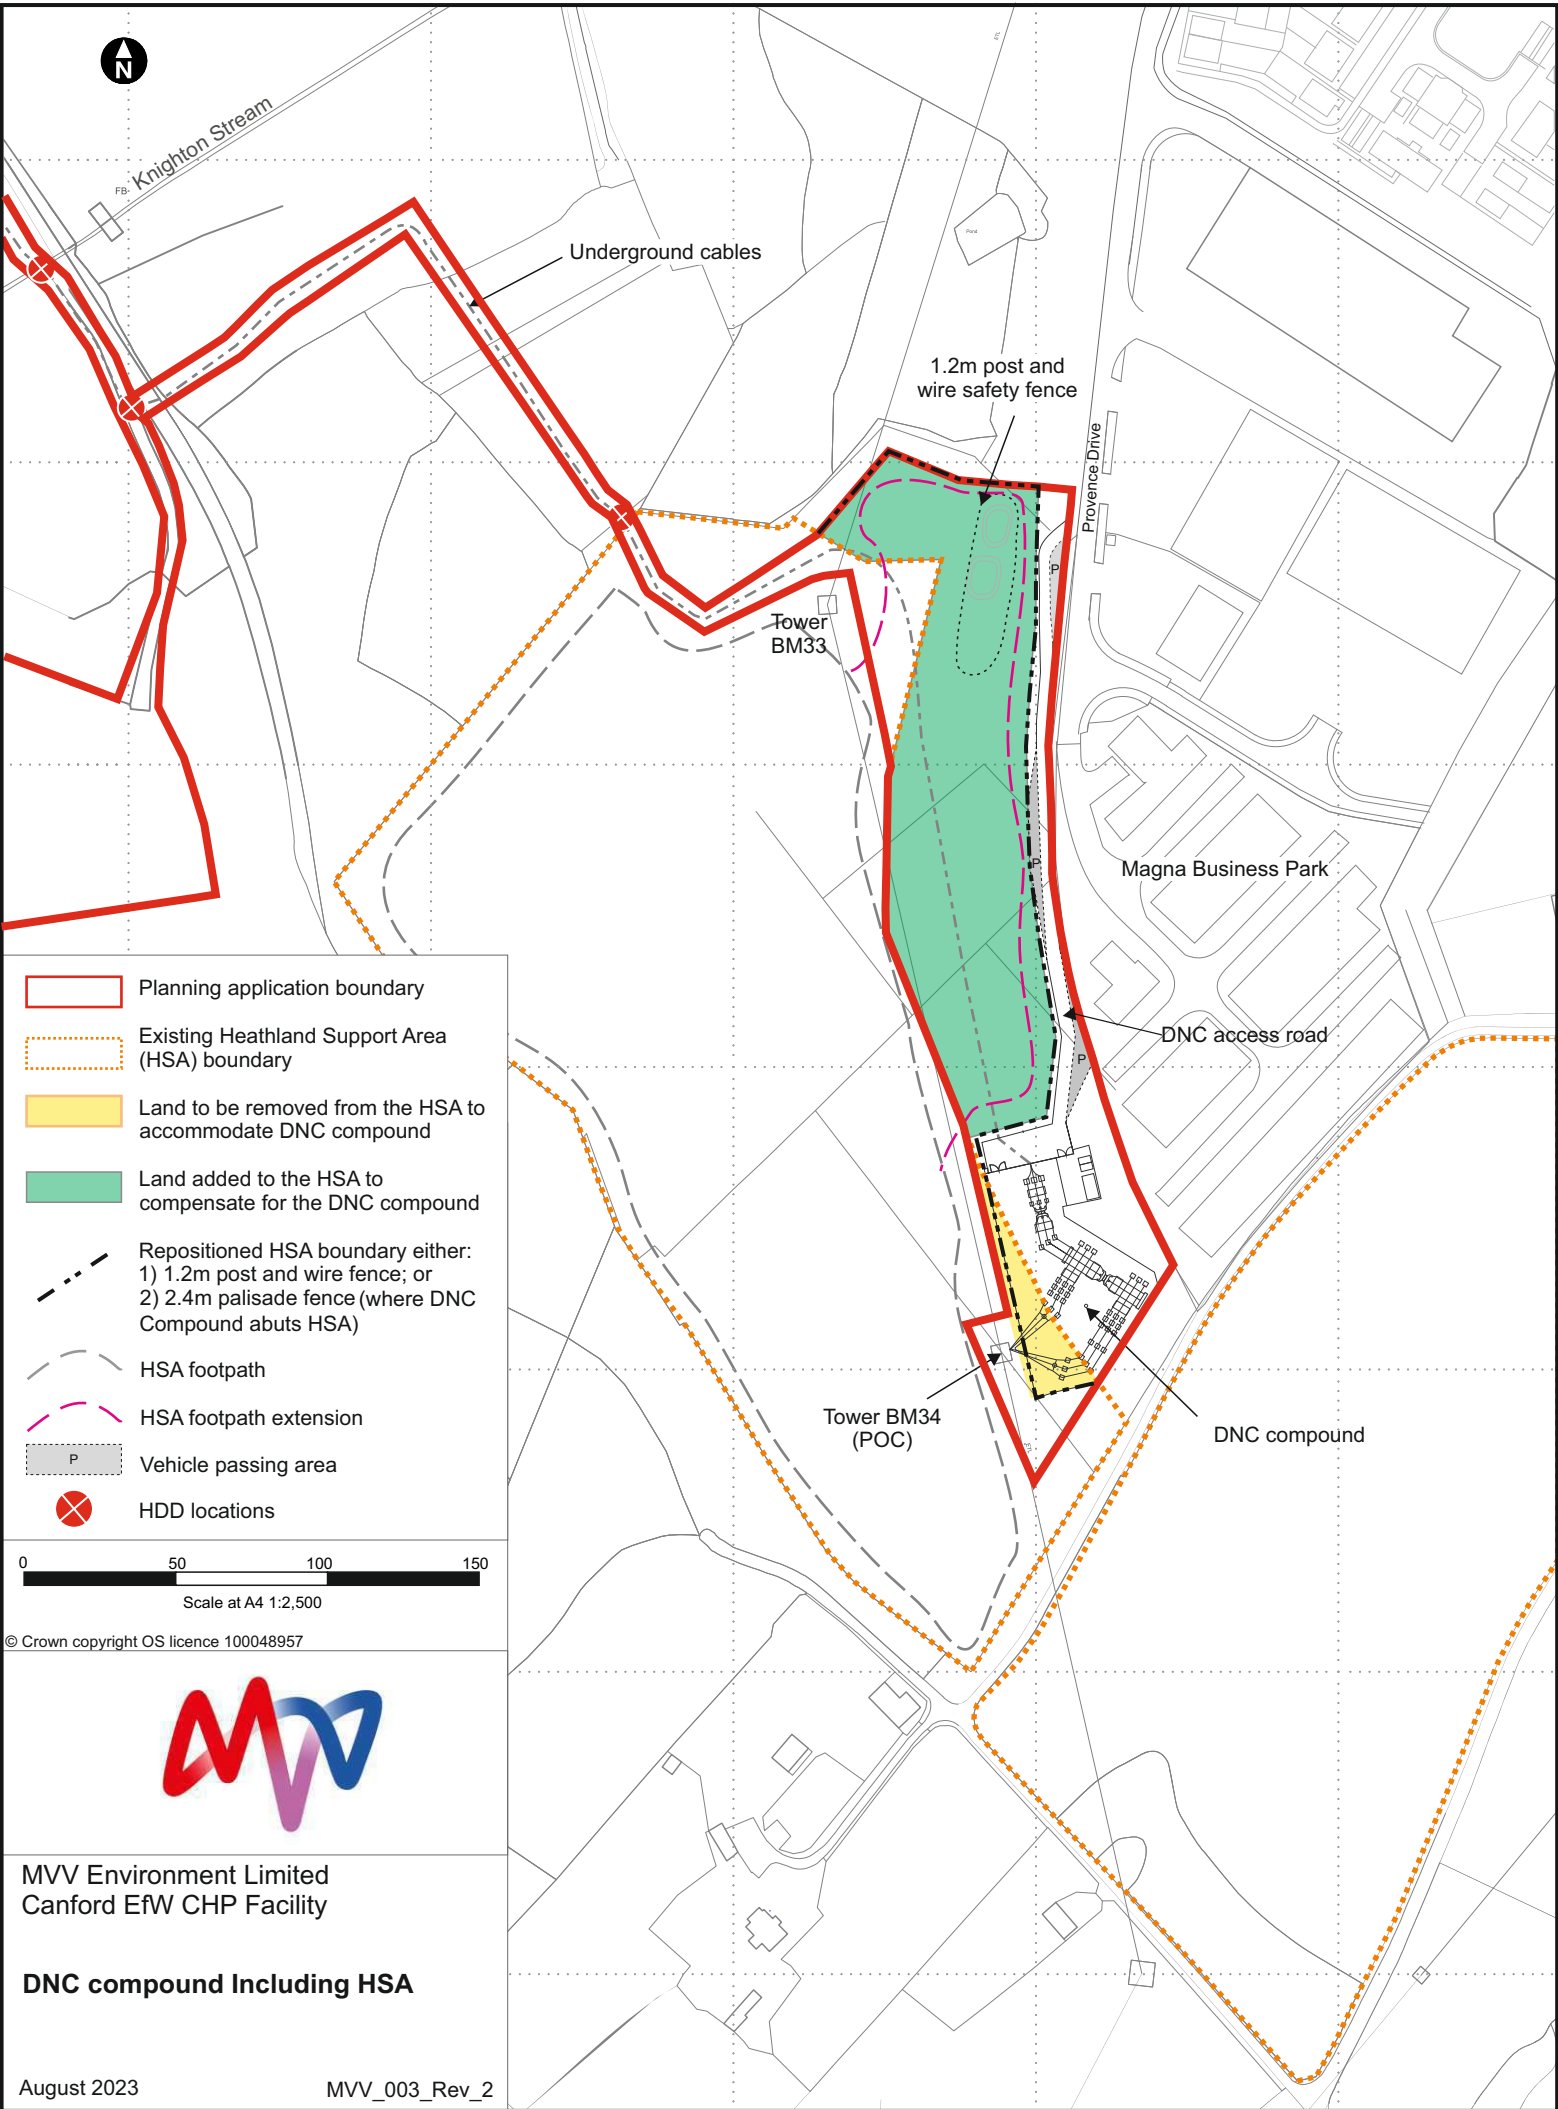 N
Knighton Stream
FB
ETL
Pond
Underground cables
1.2m post and
wire safety fence
Provence Drive
P
Tower
BM33
P
Magna Business Park
DNC access road
P
Tower BM34
(POC)
ETL
DNC compound
Planning application boundary
Existing Heathland Support Area
(HSA) boundary
Land to be removed from the HSA to
accommodate DNC compound
Land added to the HSA to
compensate for the DNC compound
Repositioned HSA boundary either:
1) 1.2m post and wire fence; or
2) 2.4m palisade fence (where DNC
Compound abuts HSA)
HSA footpath
HSA footpath extension
P
Vehicle passing area
HDD locations
0 50 100 150
Scale at A4 1:2,500
© Crown copyright OS licence 100048957
MVV
MVV Environment Limited
Canford EfW CHP Facility
DNC compound Including HSA
August 2023
MVV_003_Rev_2